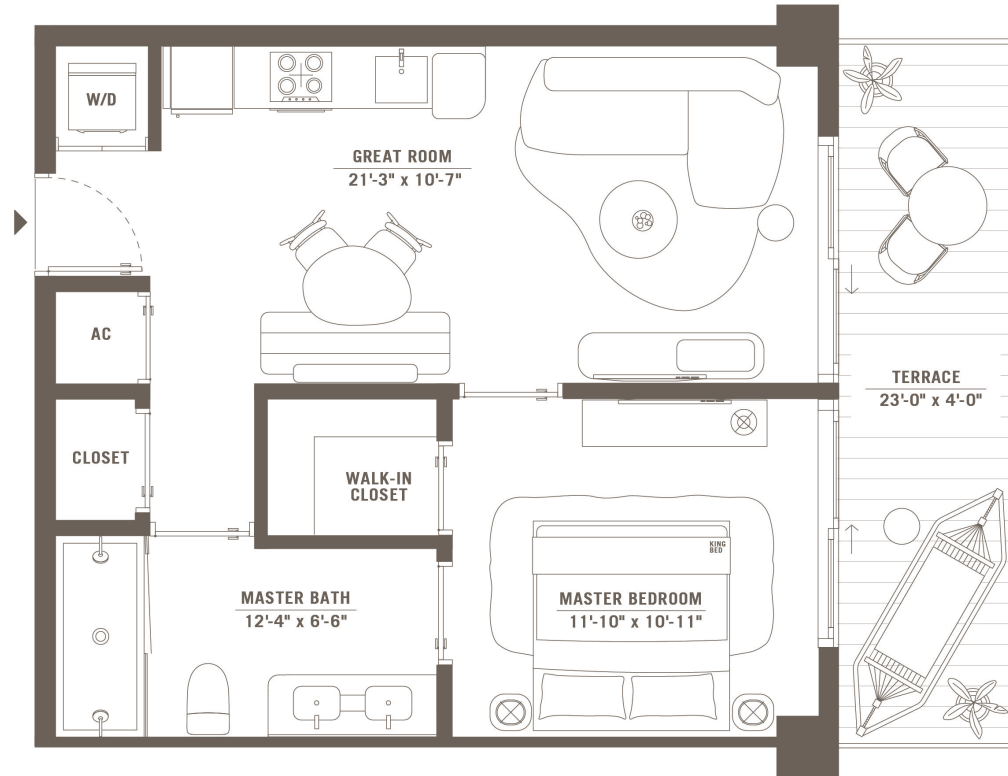 W/D
GREAT ROOM
21'-3" x 10'-7"
AC
TERRACE
23'-0" x 4'-0"
CLOSET
WALK-IN
CLOSET
KING
BED
MASTER BATH
12'-4" x 6'-6"
MASTER BEDROOM
11'-10" x 10'-11"